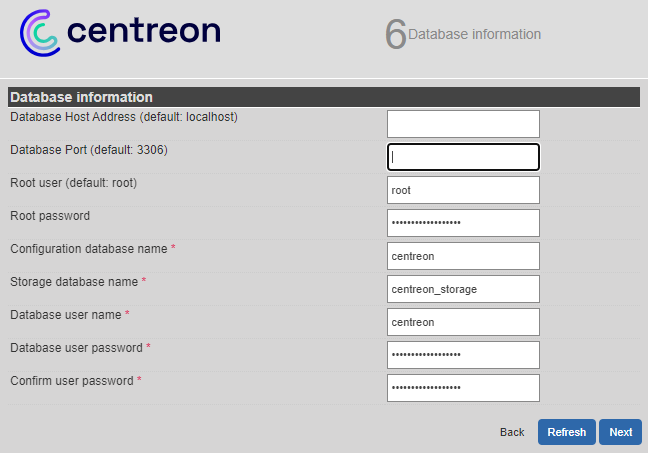 centreon
6 Database information
Database information
Database Host Address (default: localhost)
Database Port (default: 3306)
Root user (default: root)
root
Root password
••••••••••••••••••
Configuration database name *
centreon
Storage database name *
centreon_storage
Database user name *
centreon
Database user password *
••••••••••••••••••
Confirm user password *
••••••••••••••••••
Back Refresh Next